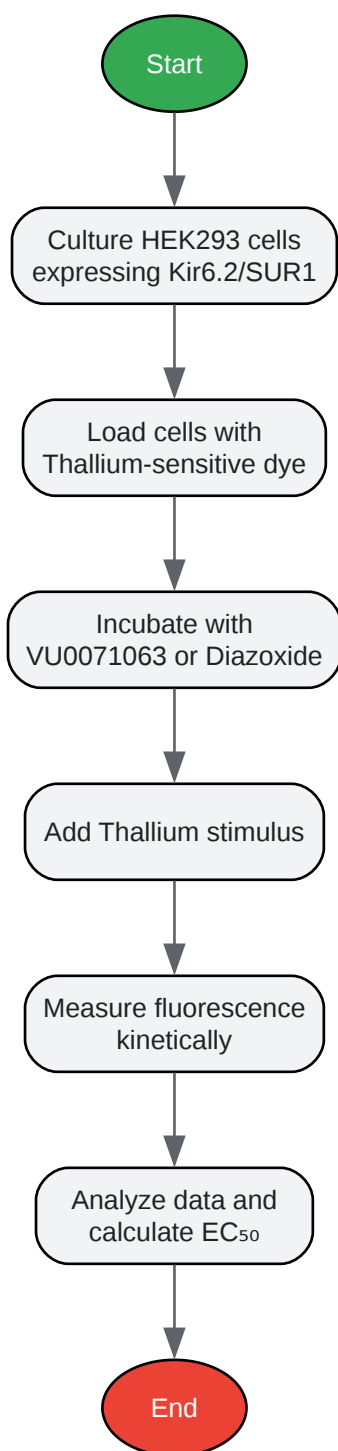 Start
Culture HEK293 cells
expressing Kir6.2/SUR1
Load cells with
Thallium-sensitive dye
Incubate with
VU0071063 or Diazoxide
Add Thallium stimulus
Measure fluorescence
kinetically
Analyze data and
calculate EC₅₀
End